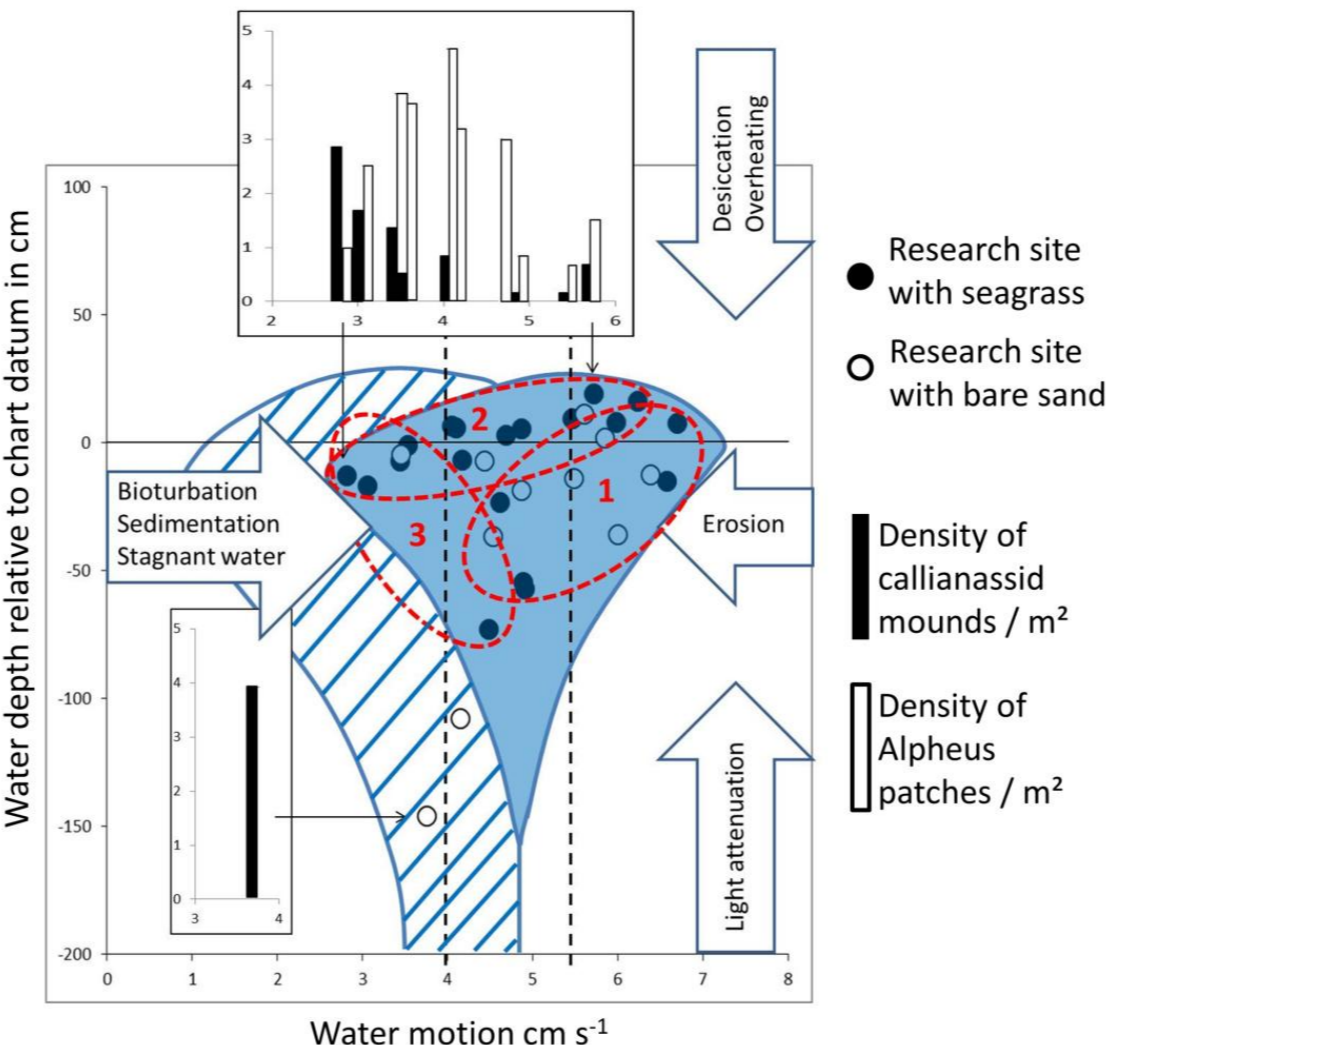 5
4
3
2
1
0
2 3 4 5 6
Desiccation
Overheating
Water depth relative to chart datum in cm
100
50
0
-50
-100
-150
-200
0 1 2 3 4 5 6 7 8
Water motion cm s⁻¹
2
1
3
Bioturbation
Sedimentation
Stagnant water
Erosion
5
4
3
2
1
0
3 4
Light attenuation
Research site
with seagrass
Research site
with bare sand
Density of
callianassid
mounds / m²
Density of
Alpheus
patches / m²